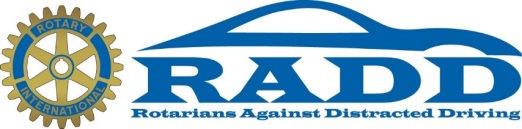 ROTARY
INTERNATIONAL
RADD
Rotarians Against Distracted Driving